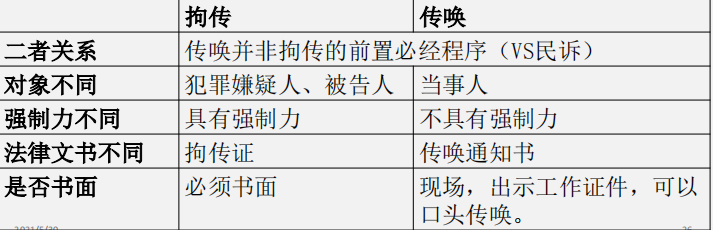 拘传 传唤
二者关系 传唤并非拘传的前置必经程序（VS民诉）
对象不同 犯罪嫌疑人、被告人 当事人
强制力不同 具有强制力 不具有强制力
法律文书不同 拘传证 传唤通知书
是否书面 必须书面 现场，出示工作证件，可以
口头传唤。